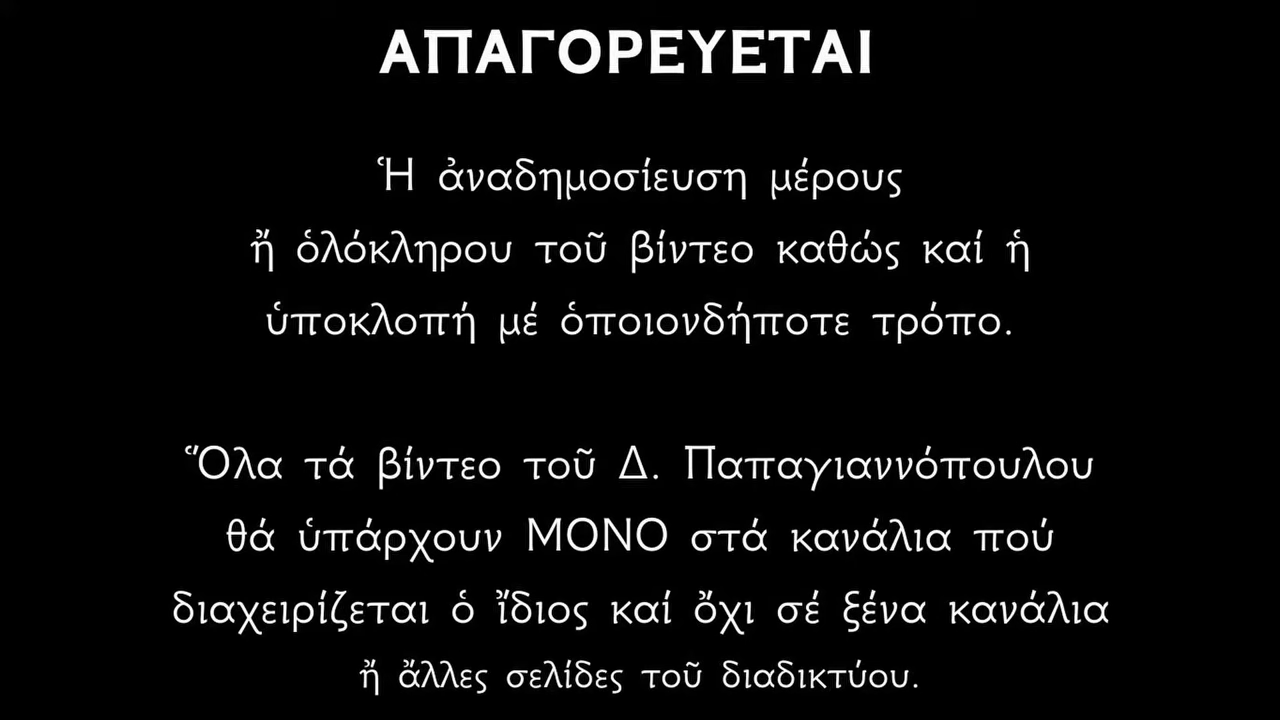 ΑΠΑΓΟΡΕΥΕΤΑΙ
Ἡ ἀναδημοσίευση μέρους
ἤ ὁλόκληρου τοῦ βίντεο καθώς καί ἡ
ὑποκλοπή μέ ὁποιονδήποτε τρόπο.
Ὅλα τά βίντεο τοῦ Δ. Παπαγιαννόπουλου
θά ὑπάρχουν ΜΟΝΟ στά κανάλια πού
διαχειρίζεται ὁ ἴδιος καί ὄχι σέ ξένα κανάλια
ἤ ἄλλες σελίδες τοῦ διαδικτύου.